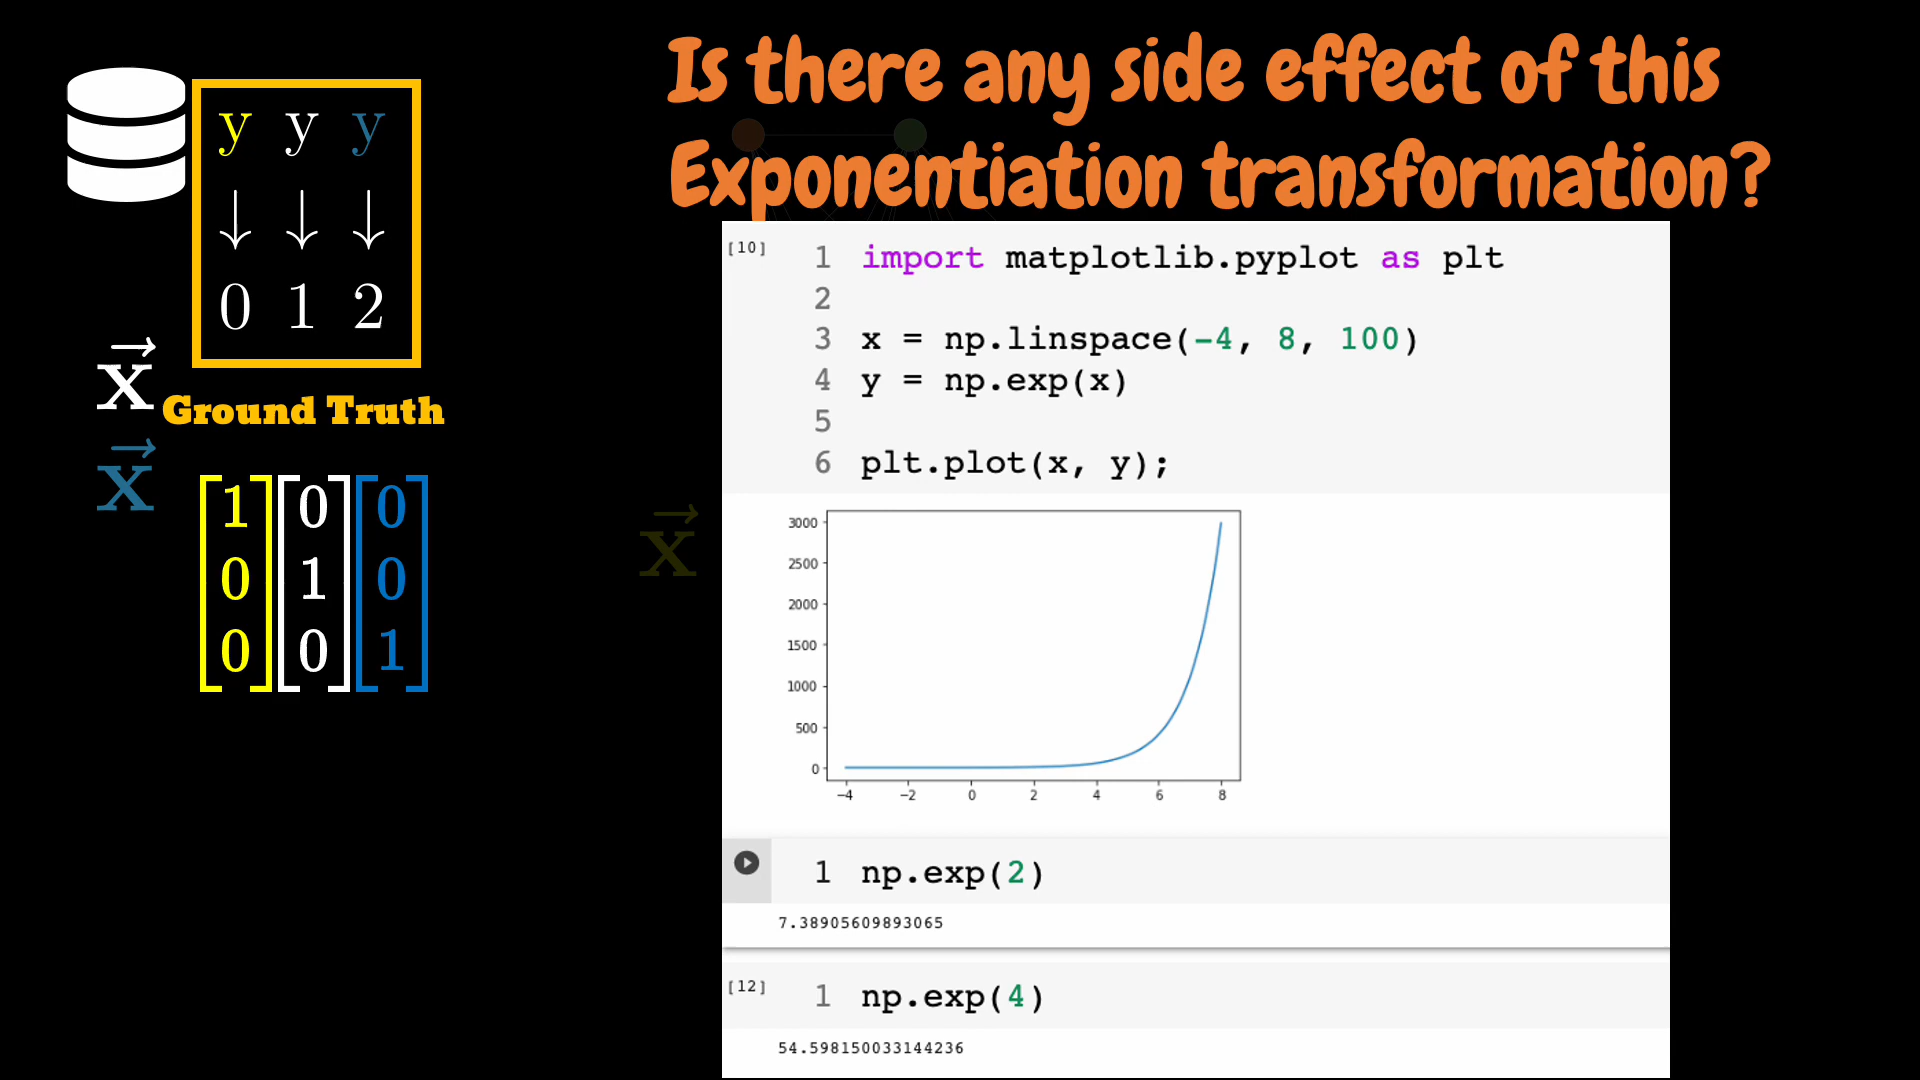 Is there any side effect of this
Exponentiation transformation?
y y y
↓ ↓ ↓
0 1 2
x
Ground Truth
x
1 0 0
0 1 0
0 0 1
x
[10]
1 import matplotlib.pyplot as plt
2
3 x = np.linspace(-4, 8, 100)
4 y = np.exp(x)
5
6 plt.plot(x, y);
3000
2500
2000
1500
1000
500
0
−4 −2 0 2 4 6 8
1 np.exp(2)
7.38905609893065
[12] 1 np.exp(4)
54.598150033144236